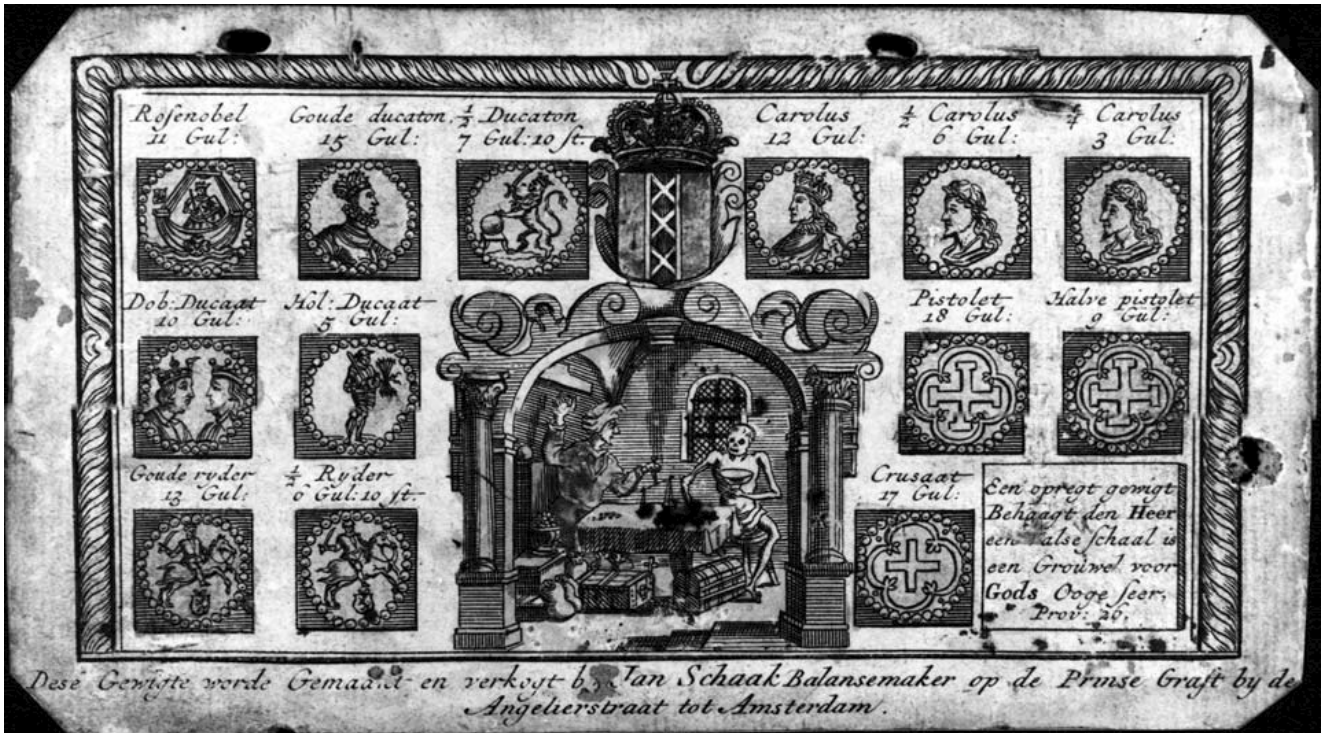 Rosenobel
11 Gul:
Goude ducaton.
15 Gul:
½ Ducaton
7 Gul: 10 st.
Carolus
12 Gul:
½ Carolus
6 Gul:
¼ Carolus
3 Gul:
Dob: Ducaat
10 Gul:
Hol: Ducaat
5 Gul:
Pistolet
18 Gul:
Halve pistolet
9 Gul:
Goude ryder
13 Gul:
½ Ryder
6 Gul: 10 st.
Crusaat
17 Gul:
Een opregt gewigt
Behaagt den Heer
een valse schaal is
een Grouwel voor
Gods Ooge seer,
Prov: 16.
Dese Gewigte worde Gemaakt en verkogt by Jan Schaak Balansemaker op de Prinse Graft by de
Angelierstraat tot Amsterdam.